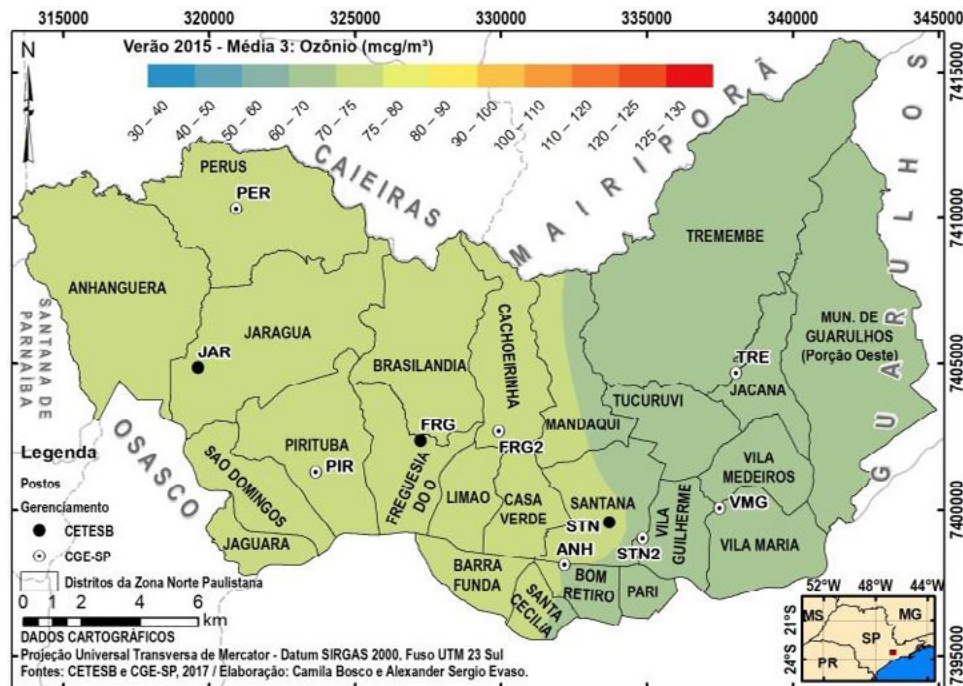 315000 320000 325000 330000 335000 340000 345000
Verão 2015 - Média 3: Ozônio (mcg/m³)
N
30 – 40
40 – 50
50 – 60
60 – 70
70 – 75
75 – 80
80 – 90
90 – 100
100 – 110
110 – 120
120 – 125
125 – 130
7415000
7410000
7405000
7400000
7395000
CAIEIRAS
MAIRIPORÃ
GUARULHOS
SANTANA DE
PARNAÍBA
OSASCO
PERUS
PER
ANHANGUERA
JARAGUA
JAR
BRASILANDIA
CACHOEIRINHA
TREMEMBE
MUN. DE
GUARULHOS
(Porção Oeste)
TRE
JACANA
TUCURUVI
MANDAQUI
FRG
FRG2
PIRITUBA
PIR
SAO DOMINGOS
JAGUARA
FREGUESIA
DO O
LIMAO
CASA
VERDE
SANTANA
STN
STN2
VILA
GUILHERME
VILA
MEDEIROS
VMG
VILA MARIA
ANH
BARRA
FUNDA
SANTA
CECILIA
BOM
RETIRO
PARI
Legenda
Postos
Gerenciamento
CETESB
CGE-SP
Distritos da Zona Norte Paulistana
0 1 2 4 6
km
DADOS CARTOGRÁFICOS
Projeção Universal Transversa de Mercator - Datum SIRGAS 2000, Fuso UTM 23 Sul
Fontes: CETESB e CGE-SP, 2017 / Elaboração: Camila Bosco e Alexander Sergio Evaso.
52°W 48°W 44°W
21°S
24°S
MS
MG
SP
PR